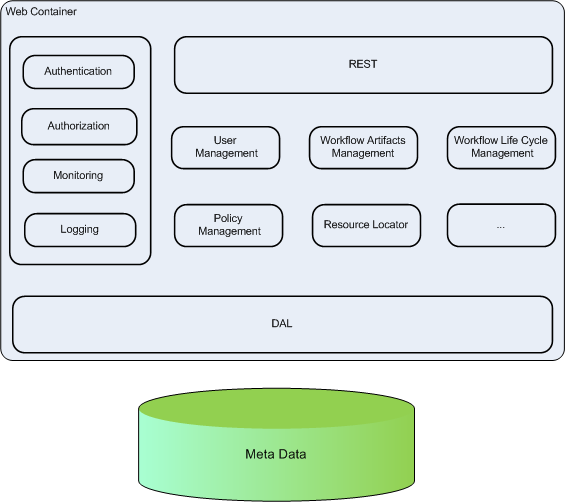 Web Container
Authentication
Authorization
Monitoring
Logging
REST
User
Management
Workflow Artifacts
Management
Workflow Life Cycle
Management
Policy
Management
Resource Locator
...
DAL
Meta Data